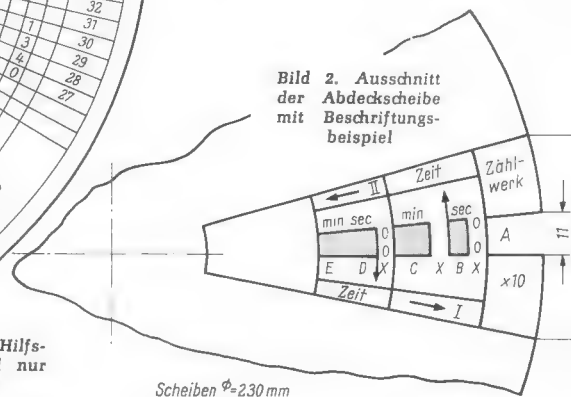 32
31
30
29
28
27
1
3
4
0
Bild 2. Ausschnitt
der Abdeckscheibe
mit Beschriftungs-
beispiel
II
Zeit
Zähl-
werk
min sec
0
0
min
sec
0
0
E D X C X B X
A
11
Zeit
I
x10
Hilfs-
nur
Scheiben φ=230 mm